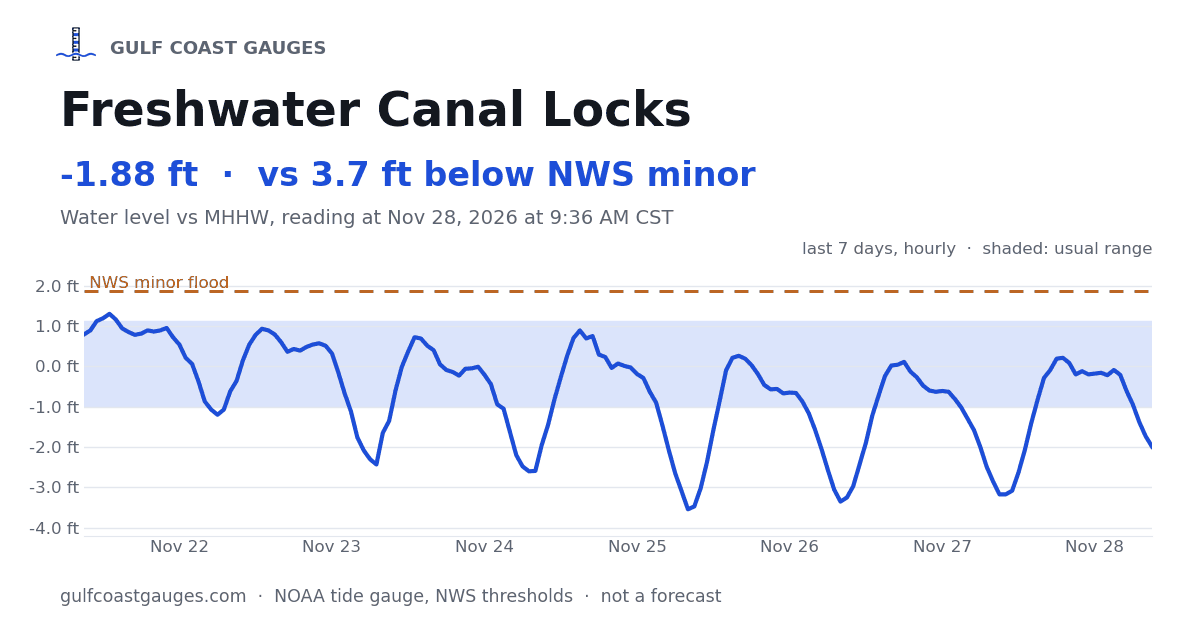 GULF COAST GAUGES
Freshwater Canal Locks
-1.88 ft · vs 3.7 ft below NWS minor
Water level vs MHHW, reading at Nov 28, 2026 at 9:36 AM CST
last 7 days, hourly · shaded: usual range
NWS minor flood
2.0 ft
1.0 ft
0.0 ft
-1.0 ft
-2.0 ft
-3.0 ft
-4.0 ft
Nov 22 Nov 23 Nov 24 Nov 25 Nov 26 Nov 27 Nov 28
gulfcoastgauges.com · NOAA tide gauge, NWS thresholds · not a forecast